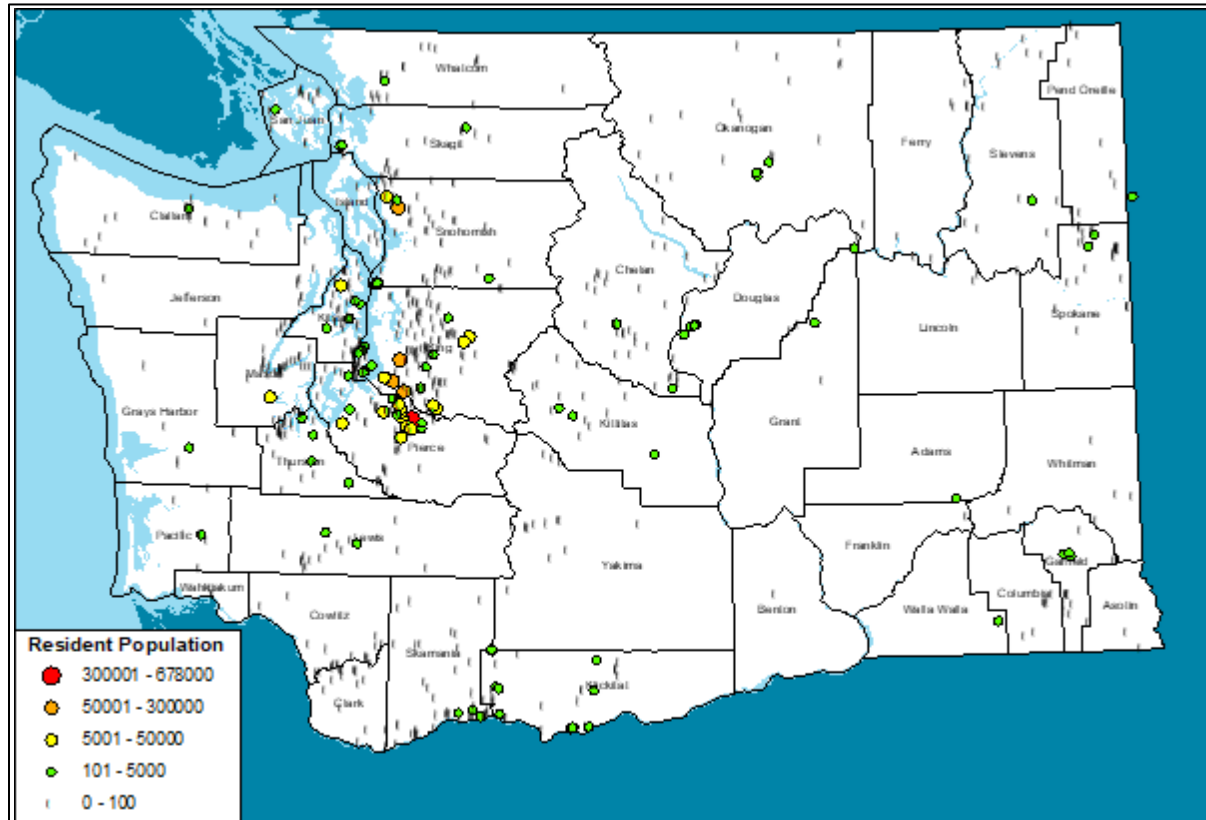 Whatcom
San Juan
Skagit
Okanogan
Ferry
Stevens
Pend Oreille
Island
Clallam
Snohomish
Chelan
Jefferson
Douglas
Lincoln
Spokane
King
Grays Harbor
Kittitas
Grant
Pierce
Adams
Whitman
Thurston
Pacific
Lewis
Franklin
Yakima
Garfield
Wahkiakum
Columbia
Asotin
Cowlitz
Benton
Walla Walla
Skamania
Klickitat
Clark
Resident Population
300001 - 678000
50001 - 300000
5001 - 50000
101 - 5000
0 - 100